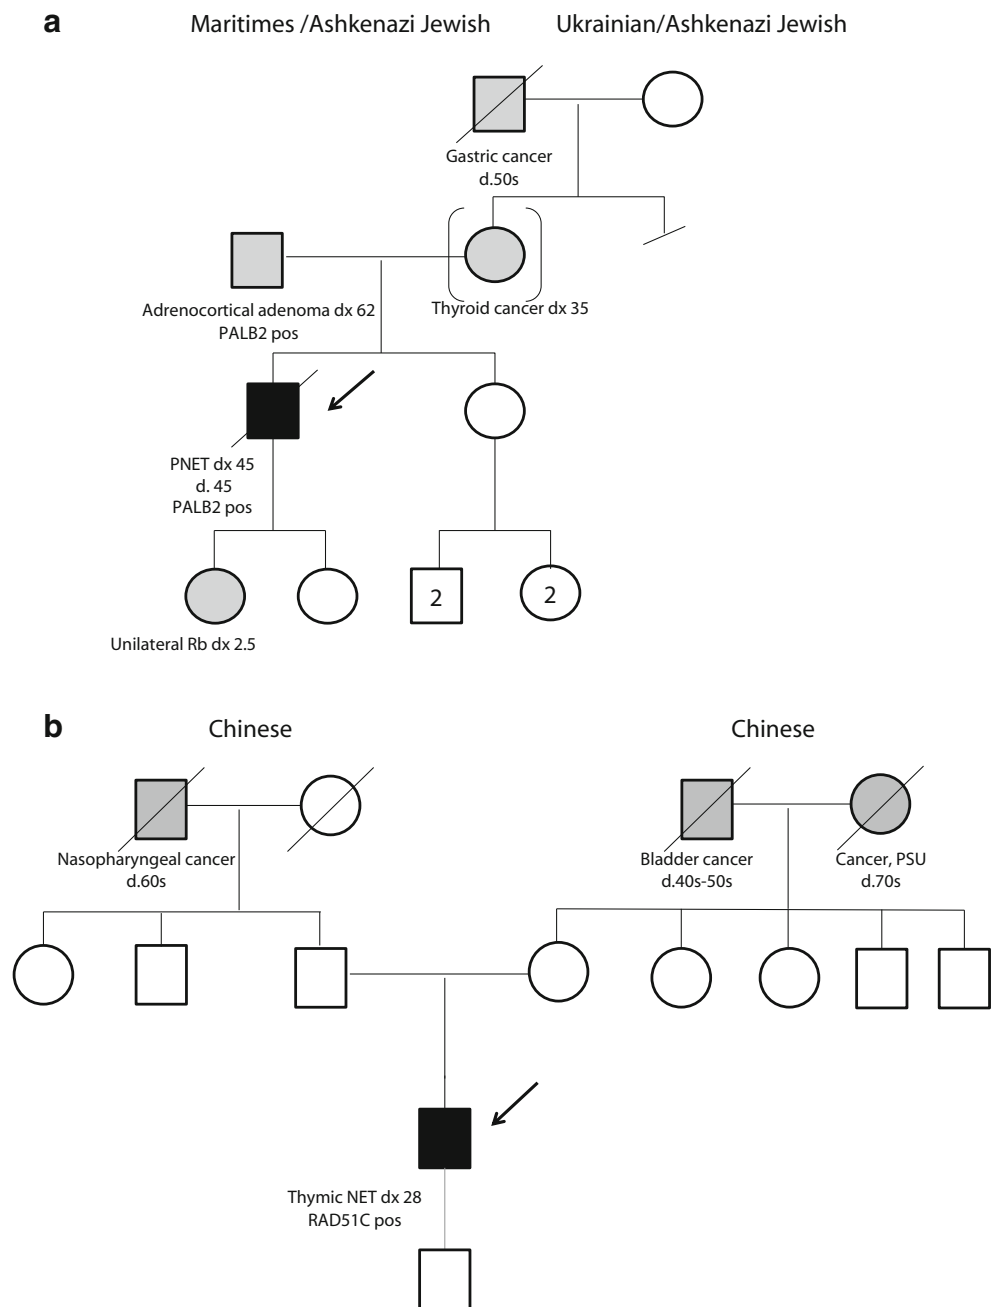 a
Maritimes /Ashkenazi Jewish
Ukrainian/Ashkenazi Jewish
Gastric cancer
d.50s
Adrenocortical adenoma dx 62
PALB2 pos
Thyroid cancer dx 35
PNET dx 45
d. 45
PALB2 pos
2
2
Unilateral Rb dx 2.5
b
Chinese
Chinese
Nasopharyngeal cancer
d.60s
Bladder cancer
d.40s-50s
Cancer, PSU
d.70s
Thymic NET dx 28
RAD51C pos